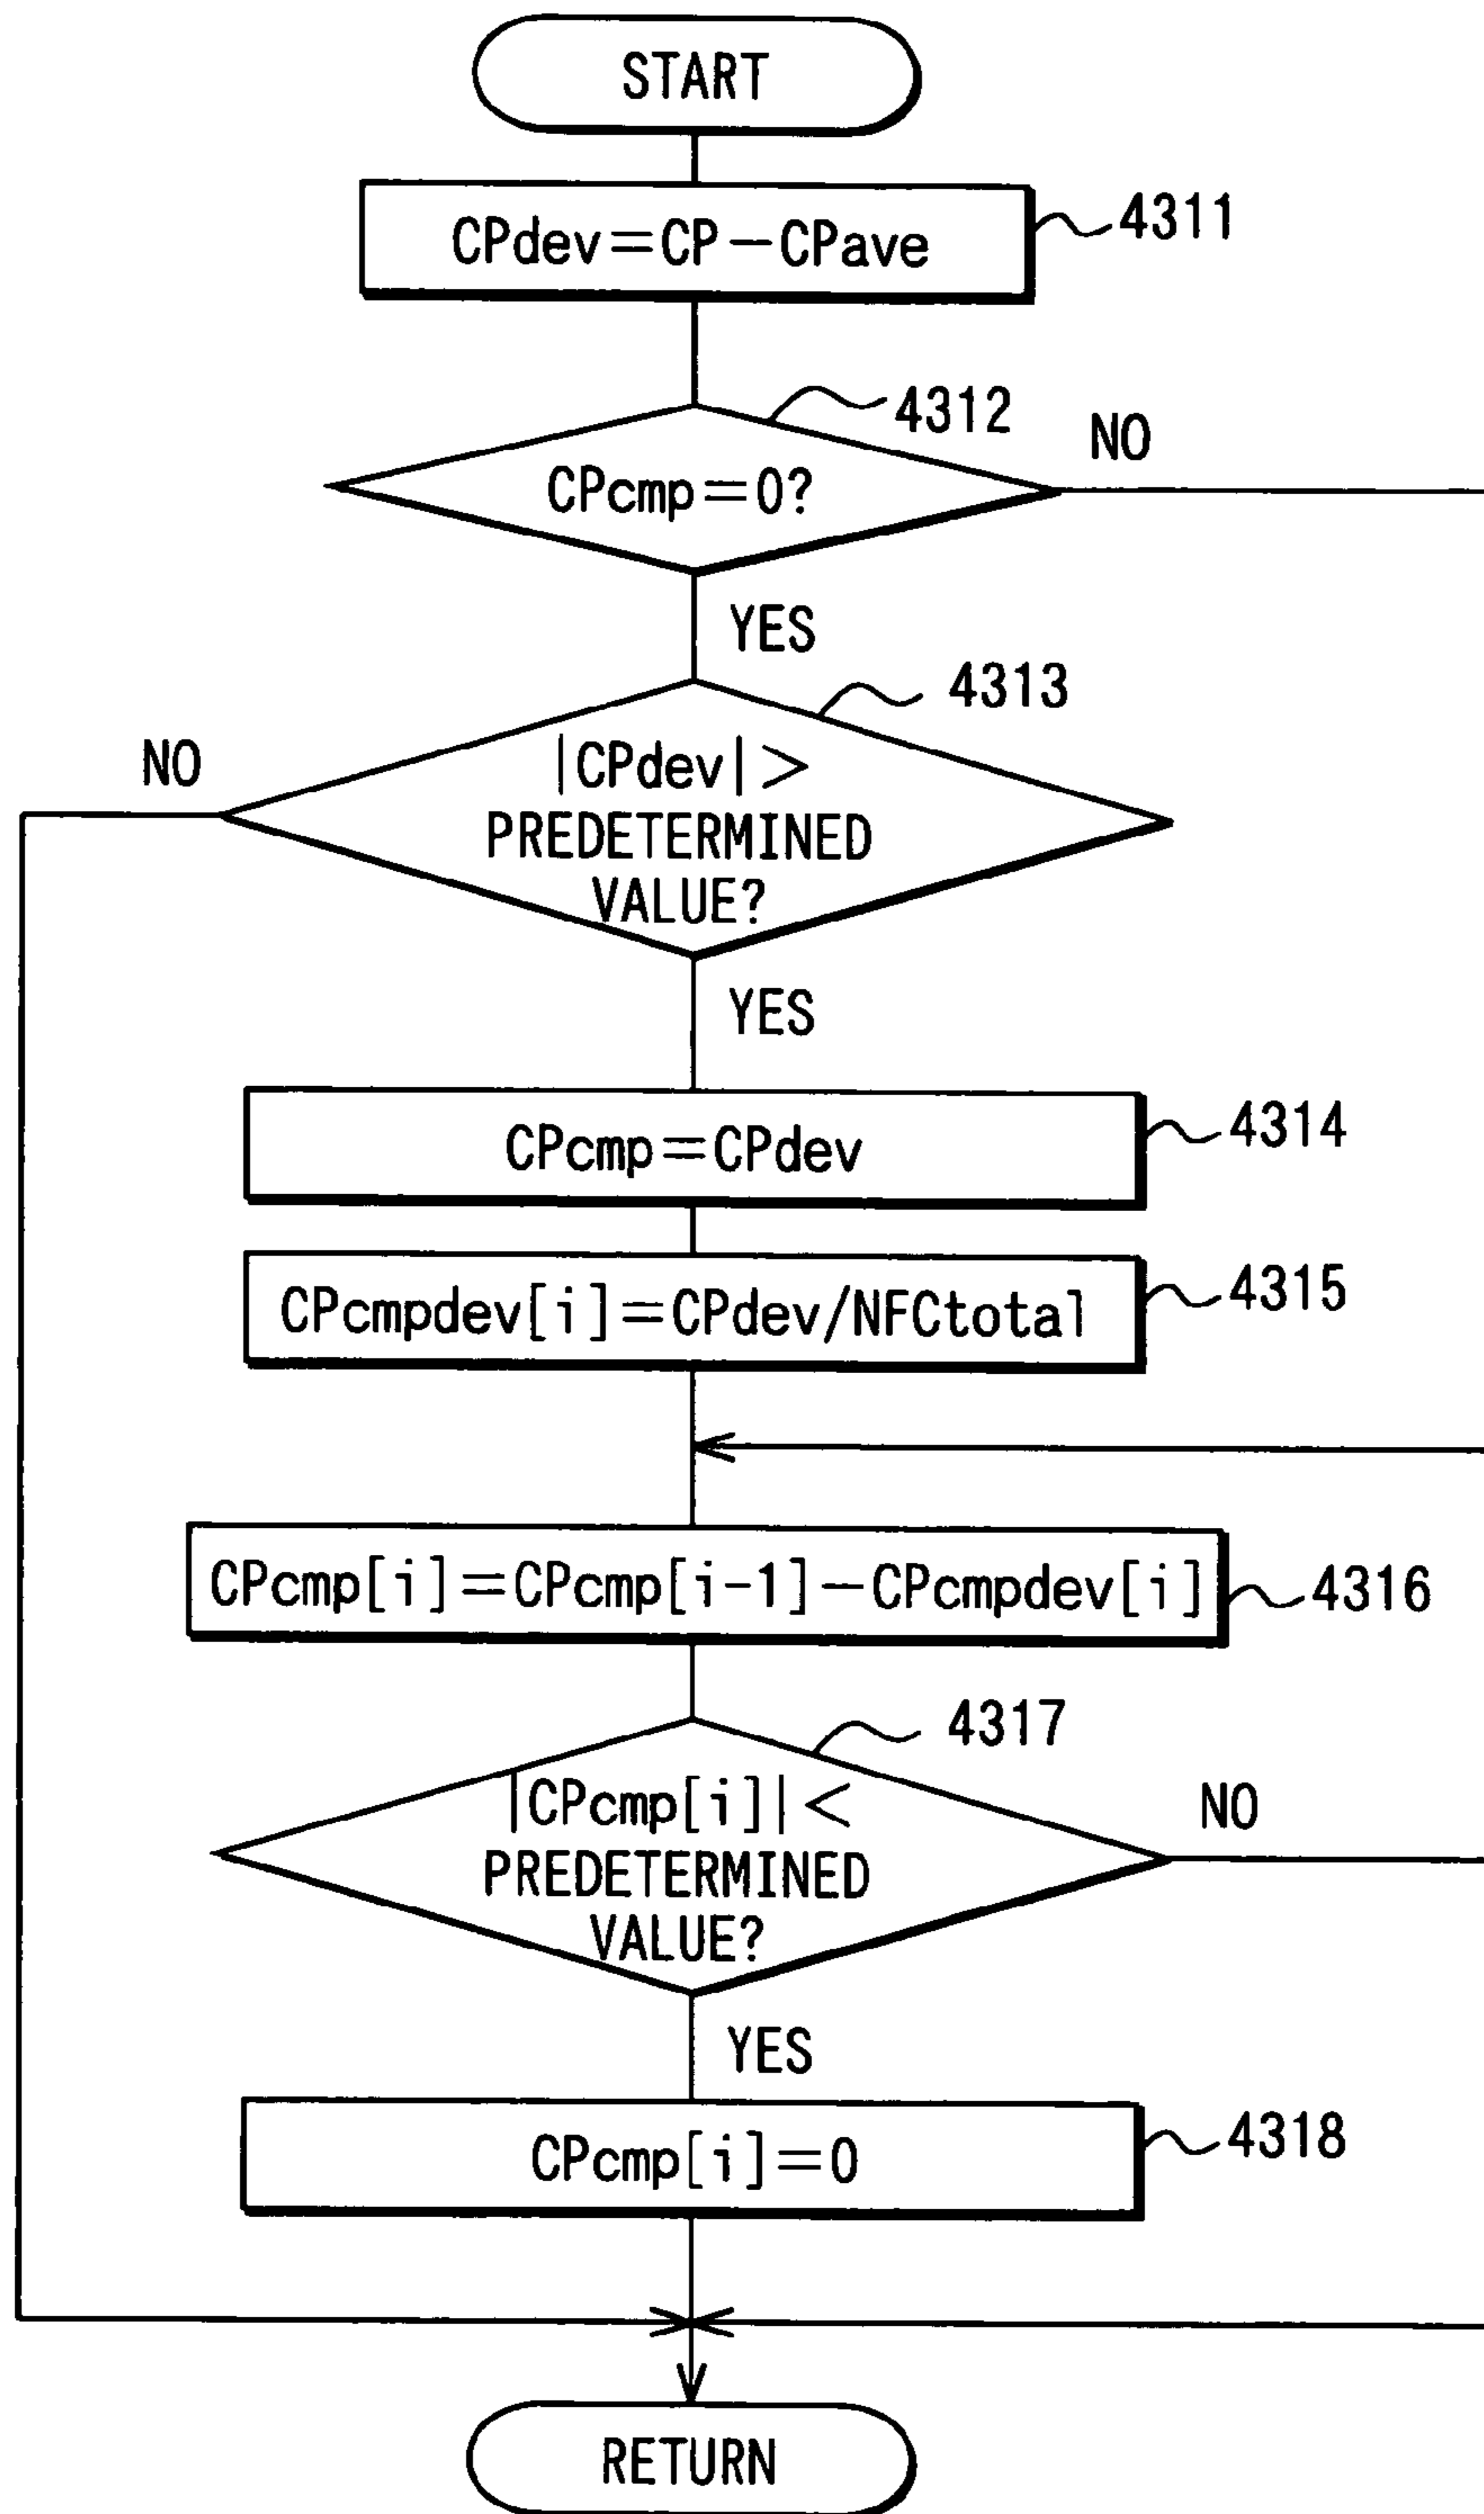 START
CPdev=CP-CPave
4311
4312
NO
CPcmp=0?
YES
4313
NO
|CPdev|>
PREDETERMINED
VALUE?
YES
CPcmp=CPdev
4314
CPcmpdev[i]=CPdev/NFCtotal
4315
CPcmp[i]=CPcmp[i-1]-CPcmpdev[i]
4316
4317
NO
|CPcmp[i]|<
PREDETERMINED
VALUE?
YES
CPcmp[i]=0
4318
RETURN